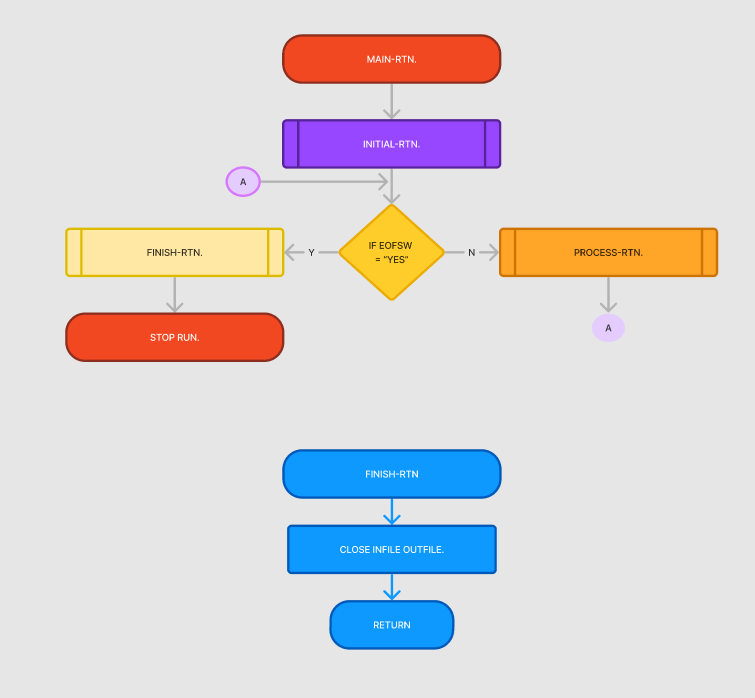 MAIN-RTN.
INITIAL-RTN.
A
IF EOFSW
= "YES"
Y
N
FINISH-RTN.
PROCESS-RTN.
STOP RUN.
A
FINISH-RTN
CLOSE INFILE OUTFILE.
RETURN